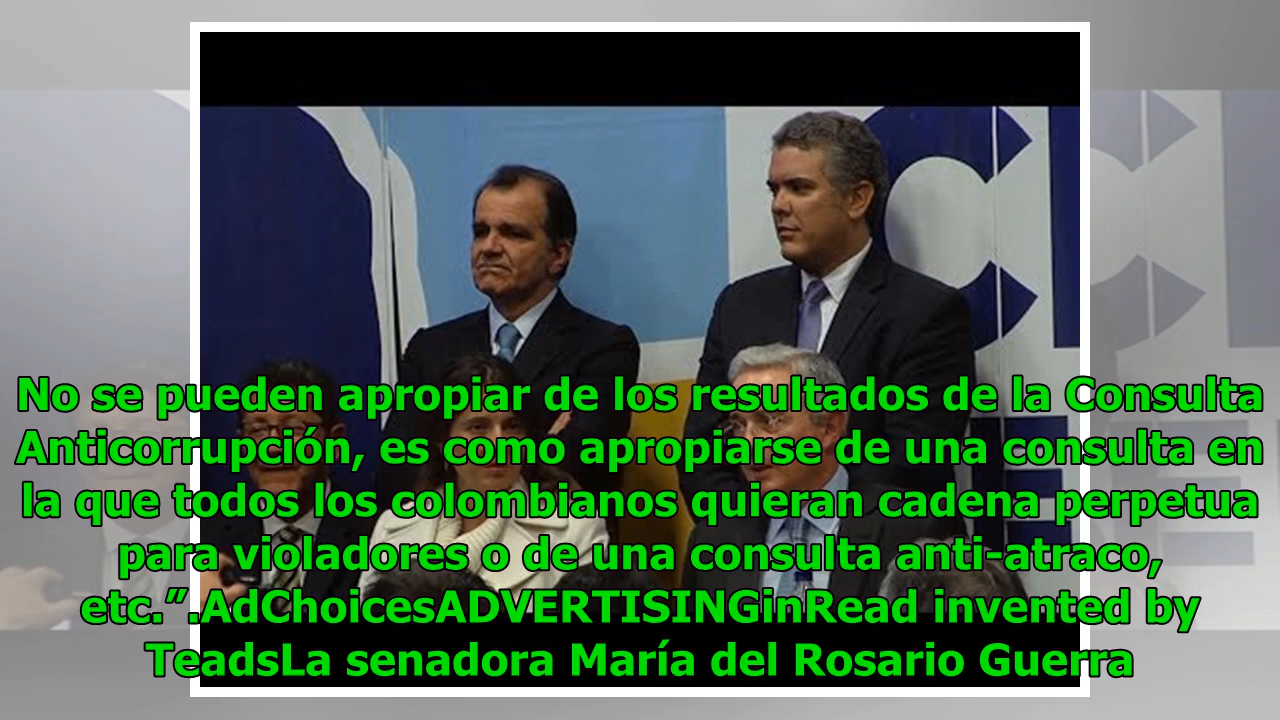 No se pueden apropiar de los resultados de la Consulta
Anticorrupción, es como apropiarse de una consulta en
la que todos los colombianos quieran cadena perpetua
para violadores o de una consulta anti-atraco,
etc.”.AdChoicesADVERTISINGinRead invented by
TeadsLa senadora María del Rosario Guerra